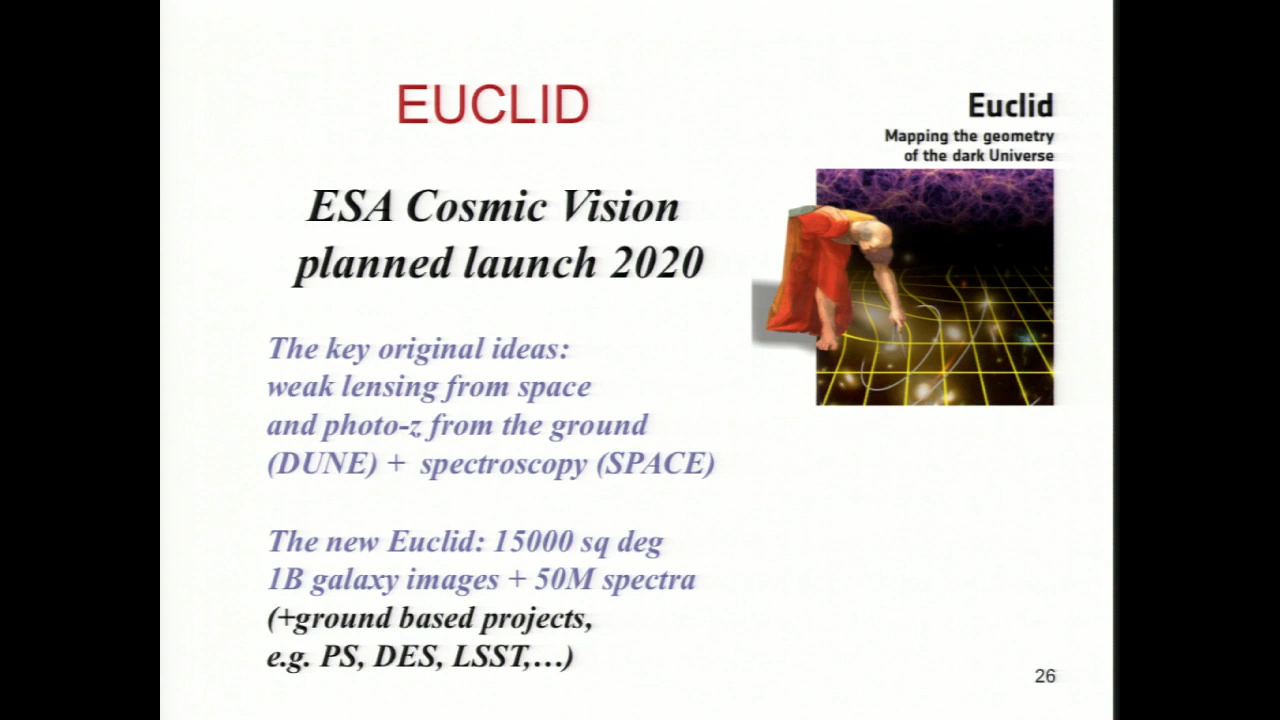 EUCLID
Euclid
Mapping the geometry
of the dark Universe
ESA Cosmic Vision
planned launch 2020
The key original ideas:
weak lensing from space
and photo-z from the ground
(DUNE) + spectroscopy (SPACE)
The new Euclid: 15000 sq deg
1B galaxy images + 50M spectra
(+ground based projects,
e.g. PS, DES, LSST,...)
26